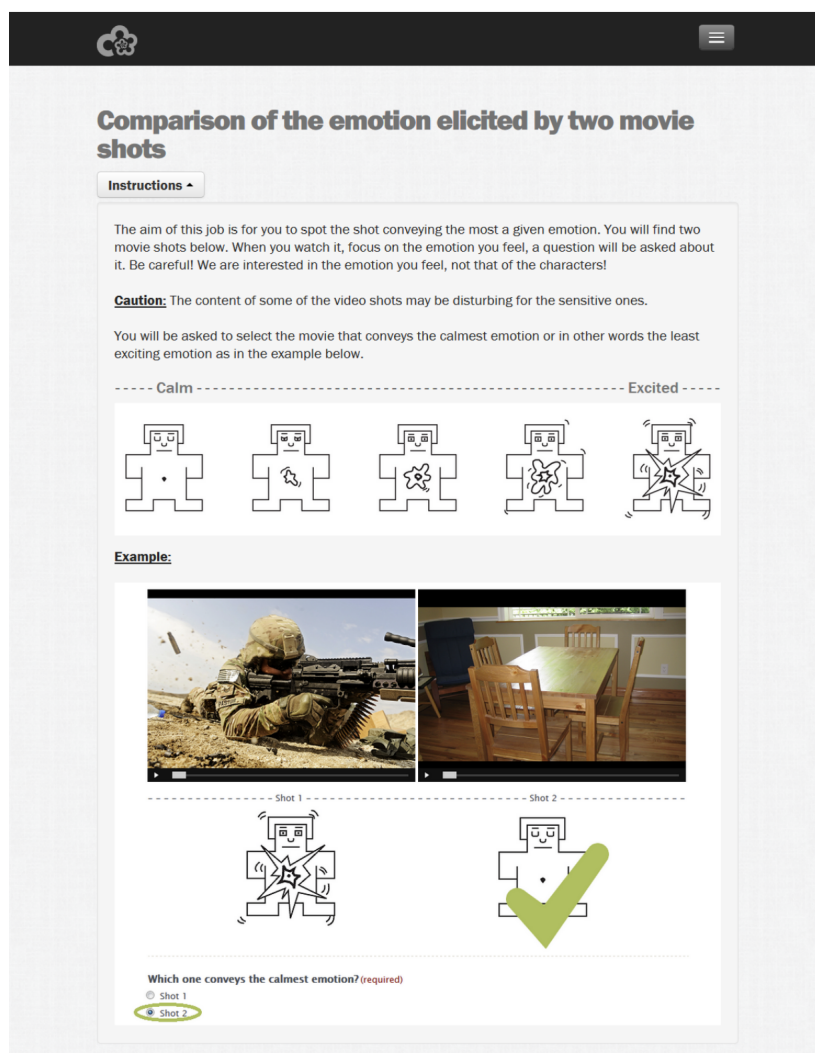 Comparison of the emotion elicited by two movie
shots
Instructions
The aim of this job is for you to spot the shot conveying the most a given emotion. You will find two
movie shots below. When you watch it, focus on the emotion you feel, a question will be asked about
it. Be careful! We are interested in the emotion you feel, not that of the characters!
Caution: The content of some of the video shots may be disturbing for the sensitive ones.
You will be asked to select the movie that conveys the calmest emotion or in other words the least
exciting emotion as in the example below.
----- Calm ---------------------------------------------------- Excited -----
Example:
---------------- Shot 1 ---------------------------- Shot 2 ----------------
Which one conveys the calmest emotion? (required)
Shot 1
Shot 2